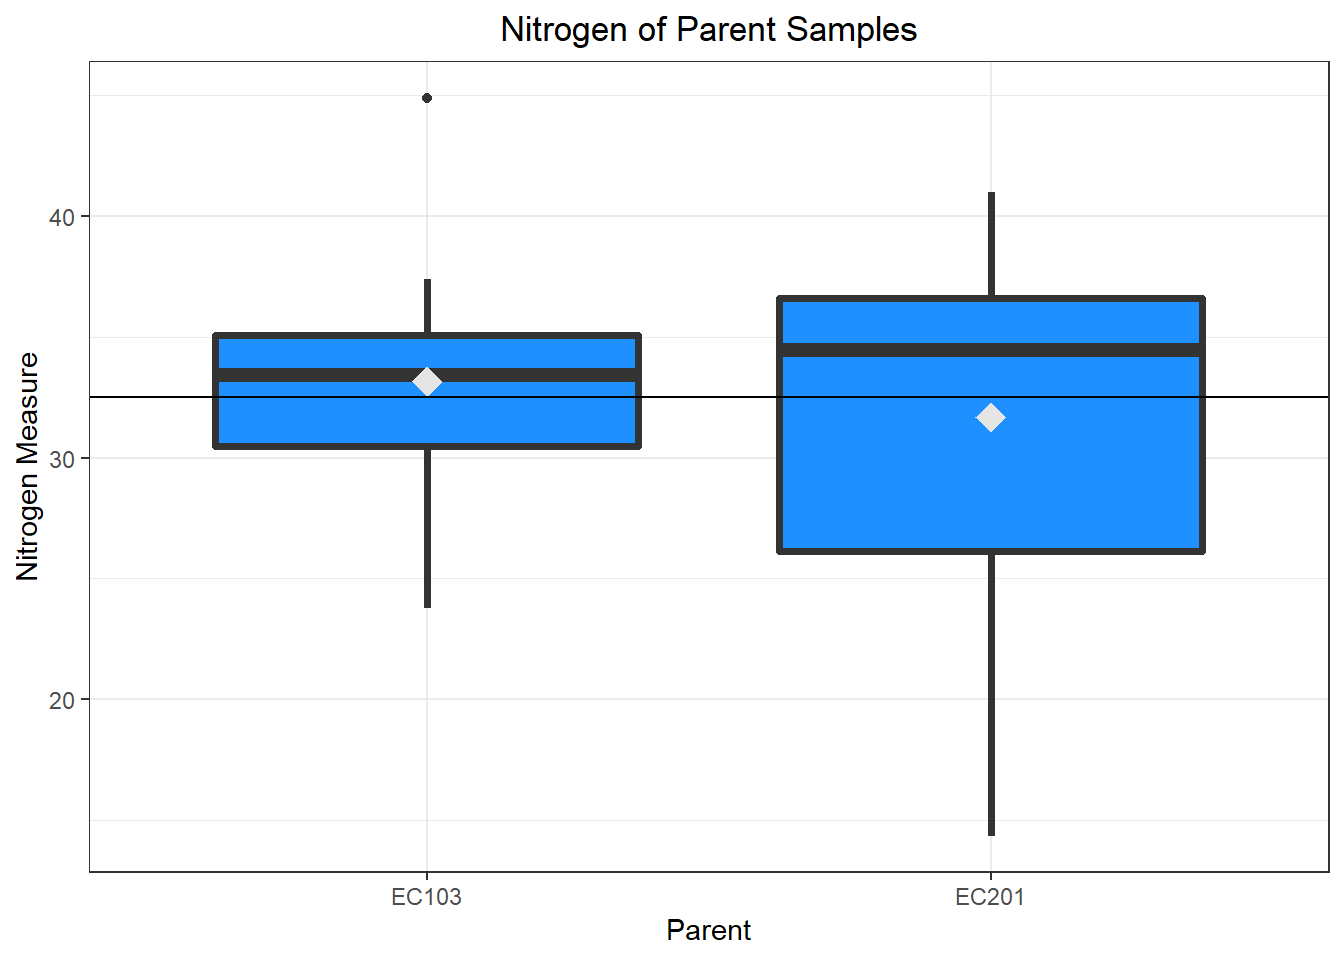 Nitrogen of Parent Samples
Nitrogen Measure
40
30
20
EC103
EC201
Parent